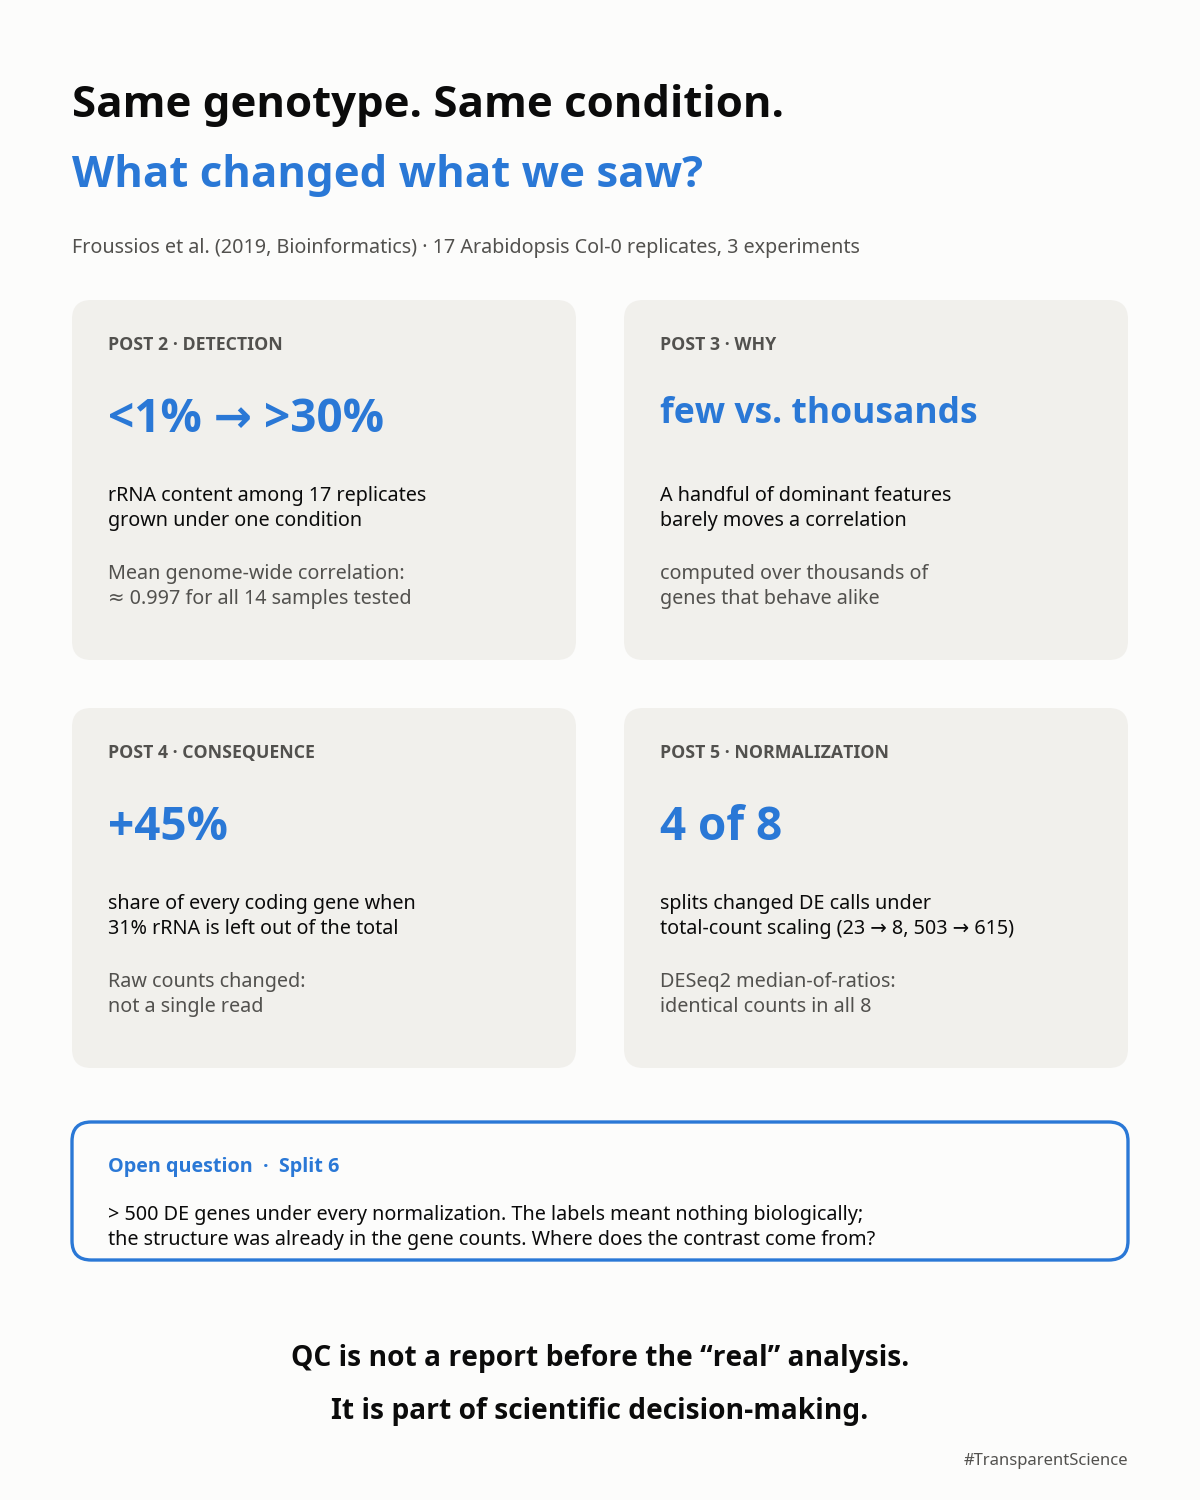 Same genotype. Same condition.
What changed what we saw?
Froussios et al. (2019, Bioinformatics) · 17 Arabidopsis Col-0 replicates, 3 experiments
POST 2 · DETECTION
<1% → >30%
rRNA content among 17 replicates
grown under one condition
Mean genome-wide correlation:
≈ 0.997 for all 14 samples tested
POST 3 · WHY
few vs. thousands
A handful of dominant features
barely moves a correlation
computed over thousands of
genes that behave alike
POST 4 · CONSEQUENCE
+45%
share of every coding gene when
31% rRNA is left out of the total
Raw counts changed:
not a single read
POST 5 · NORMALIZATION
4 of 8
splits changed DE calls under
total-count scaling (23 → 8, 503 → 615)
DESeq2 median-of-ratios:
identical counts in all 8
Open question · Split 6
> 500 DE genes under every normalization. The labels meant nothing biologically;
the structure was already in the gene counts. Where does the contrast come from?
QC is not a report before the “real” analysis.
It is part of scientific decision-making.
#TransparentScience